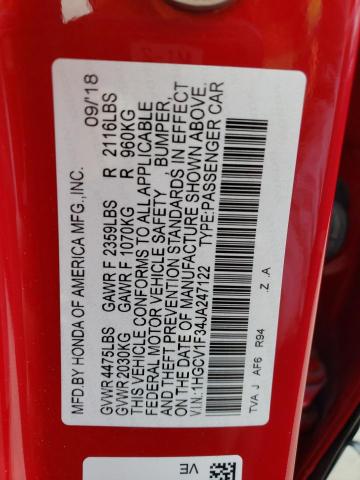 MFD.BY HONDA OF AMERICA MFG.,INC. 09/'18
GVWR 4475LBS GAWR F 2359LBS R 2116LBS
GVWR 2030KG GAWR F 1070KG R 960KG
THIS VEHICLE CONFORMS TO ALL APPLICABLE
FEDERAL MOTOR VEHICLE SAFETY BUMPER,
AND THEFT PREVENTION STANDARDS IN EFFECT
ON THE DATE OF MANUFACTURE SHOWN ABOVE.
V.I.N.:1HGCV1F34JA247122 TYPE:PASSENGER CAR
TVA J AF6 R94 .Z .A
VE